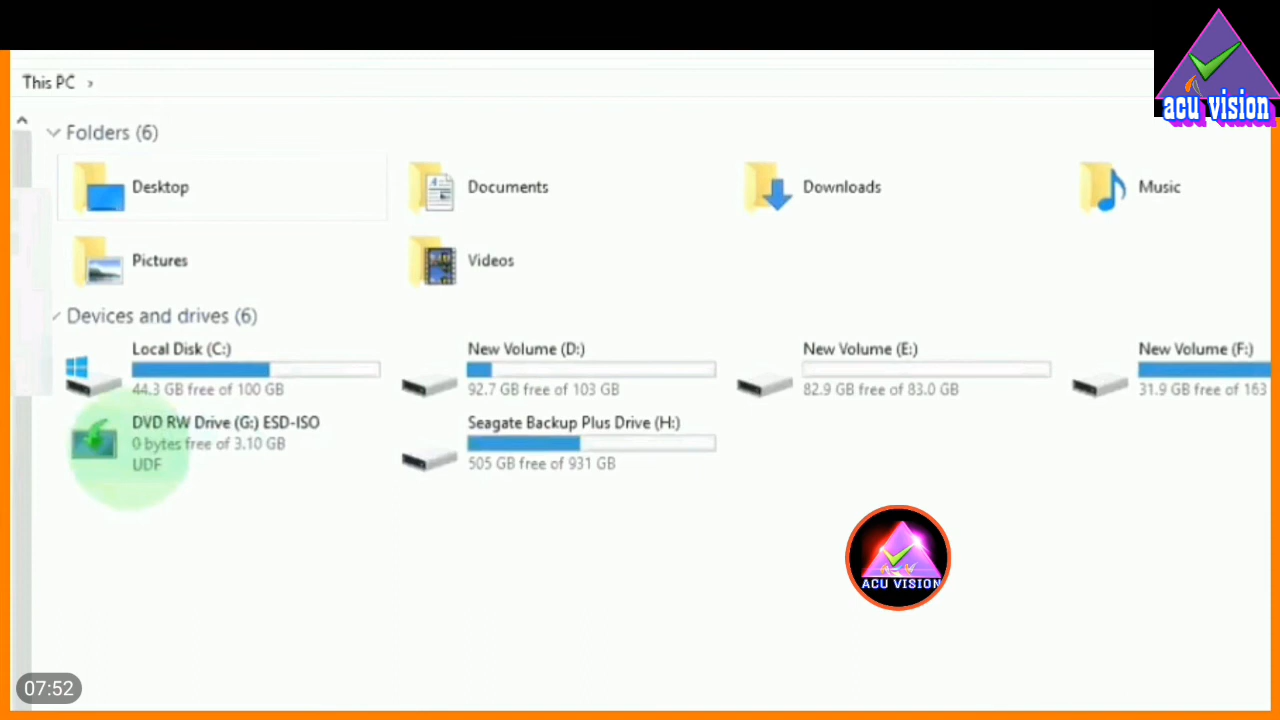 This PC
acu vision
Folders (6)
Desktop
Documents
Downloads
Music
Pictures
Videos
Devices and drives (6)
Local Disk (C:)
44.3 GB free of 100 GB
New Volume (D:)
92.7 GB free of 103 GB
New Volume (E:)
82.9 GB free of 83.0 GB
New Volume (F:)
31.9 GB free of 163
DVD RW Drive (G:) ESD-ISO
0 bytes free of 3.10 GB
UDF
Seagate Backup Plus Drive (H:)
505 GB free of 931 GB
ACU VISION
07:52